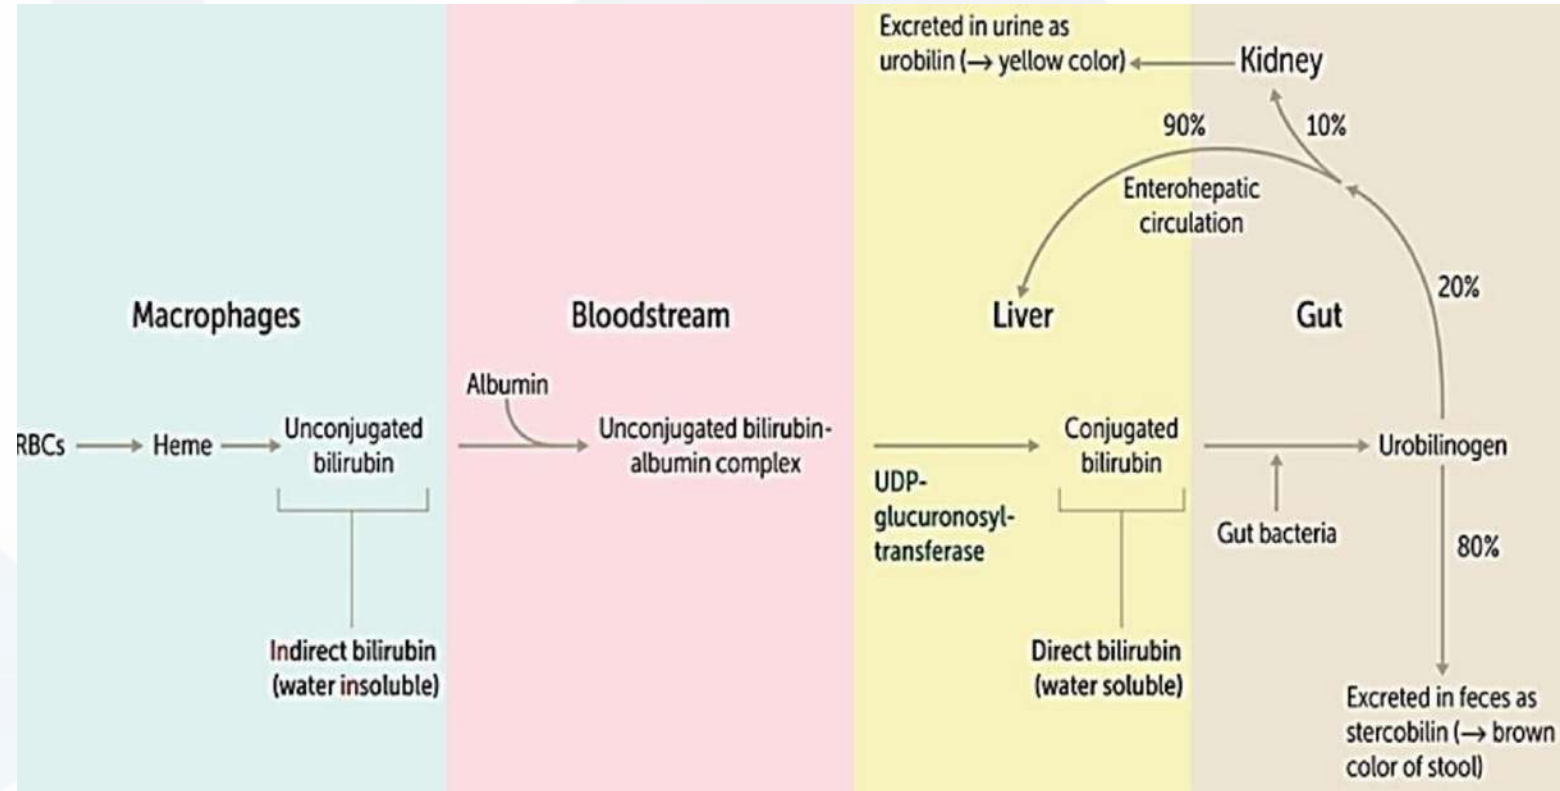 Excreted in urine as
urobilin (→ yellow color)
Kidney
90%
10%
Enterohepatic
circulation
20%
Macrophages
Bloodstream
Liver
Gut
Albumin
RBCs
Heme
Unconjugated
bilirubin
Unconjugated bilirubin-
albumin complex
Conjugated
bilirubin
Urobilinogen
UDP-
glucuronosyl-
transferase
Gut bacteria
80%
Indirect bilirubin
(water insoluble)
Direct bilirubin
(water soluble)
Excreted in feces as
stercobilin (→ brown
color of stool)